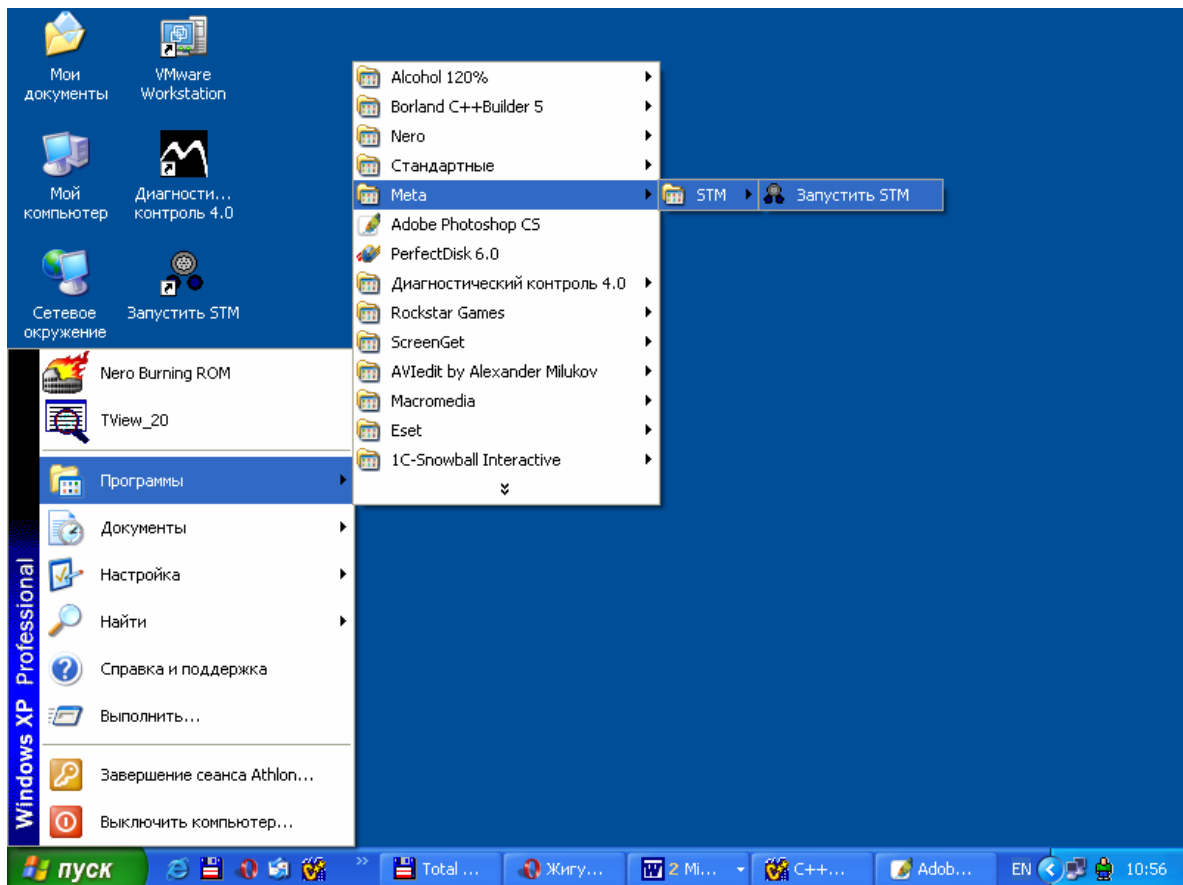 Мои
документы
VMware
Workstation
Мой
компьютер
Диагности...
контроль 4.0
Сетевое
окружение
Запустить STM
Alcohol 120%
Borland C++Builder 5
Nero
Стандартные
Meta
STM
Запустить STM
Adobe Photoshop CS
PerfectDisk 6.0
Диагностический контроль 4.0
Rockstar Games
ScreenGet
AVIedit by Alexander Milukov
Macromedia
Eset
1C-Snowball Interactive
Nero Burning ROM
TView_20
Программы
Документы
Настройка
Найти
Справка и поддержка
Выполнить...
Завершение сеанса Athlon...
Выключить компьютер...
Windows XP Professional
пуск
Total ...
Жигу...
2 Mi...
C++...
Adob...
EN
10:56